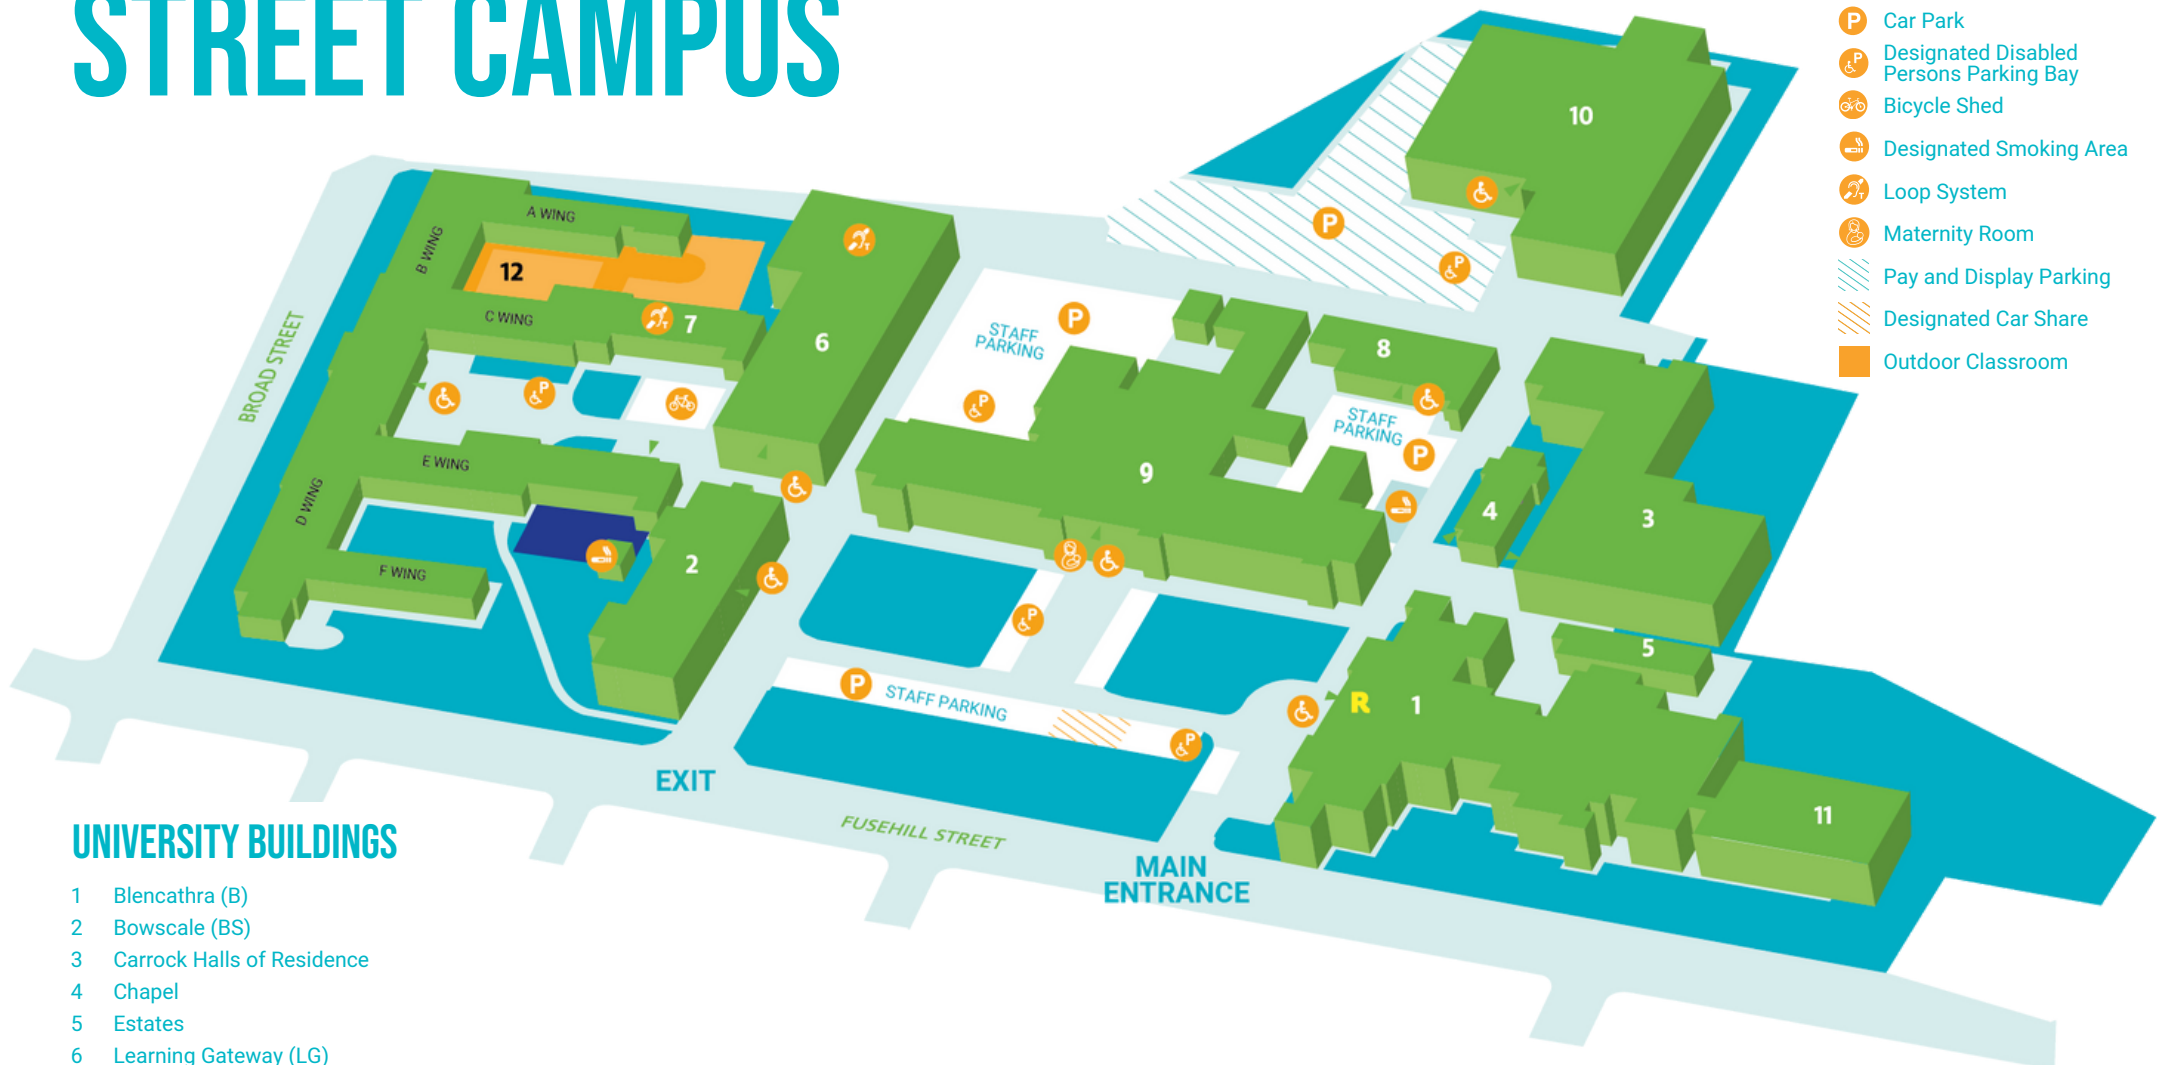 STREET CAMPUS
P Car Park
P Designated Disabled
Persons Parking Bay
Bicycle Shed
Designated Smoking Area
T Loop System
Maternity Room
Pay and Display Parking
Designated Car Share
Outdoor Classroom
10
A WING
B WING
12
C WING
T
7
6
BROAD STREET
P
P
STAFF
PARKING
P
P
8
STAFF
PARKING
P
P
E WING
D WING
F WING
2
9
4
3
5
P
P
STAFF PARKING
P
R
1
11
EXIT
FUSEHILL STREET
MAIN
ENTRANCE
UNIVERSITY BUILDINGS
1 Blencathra (B)
2 Bowscale (BS)
3 Carrock Halls of Residence
4 Chapel
5 Estates
6 Learning Gateway (LG)